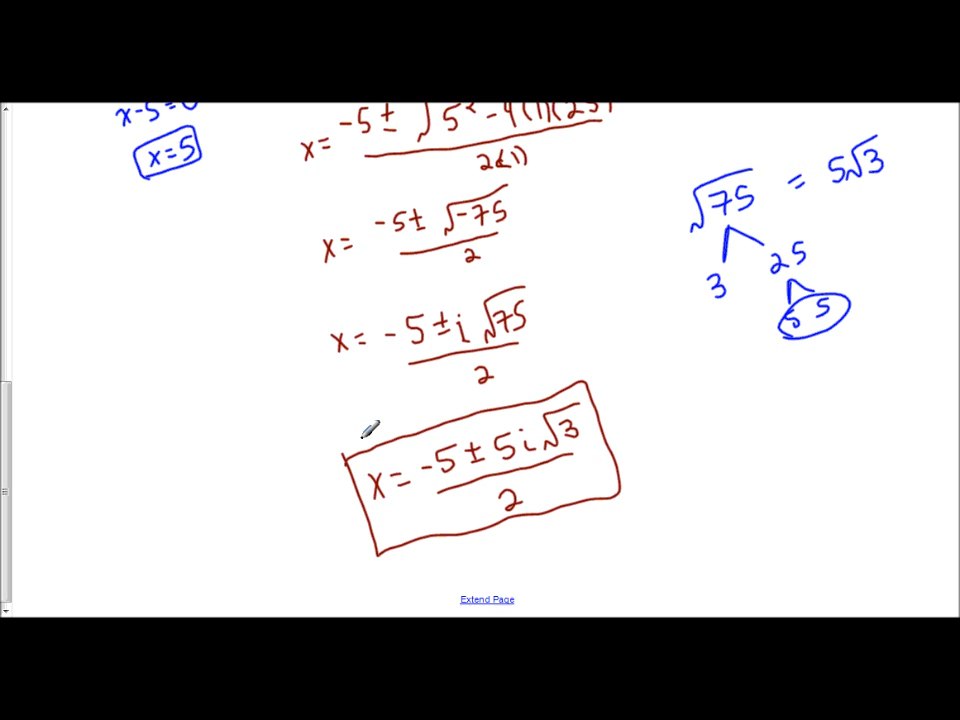 x-5=0
x=5
x= -5 ± √5² - 4(1)(25) / 2(1)
x= -5 ± √-75 / 2
x= -5 ± i √75 / 2
x= -5 ± 5i√3 / 2
√75 = 5√3
3 25
5 5
Extend Page